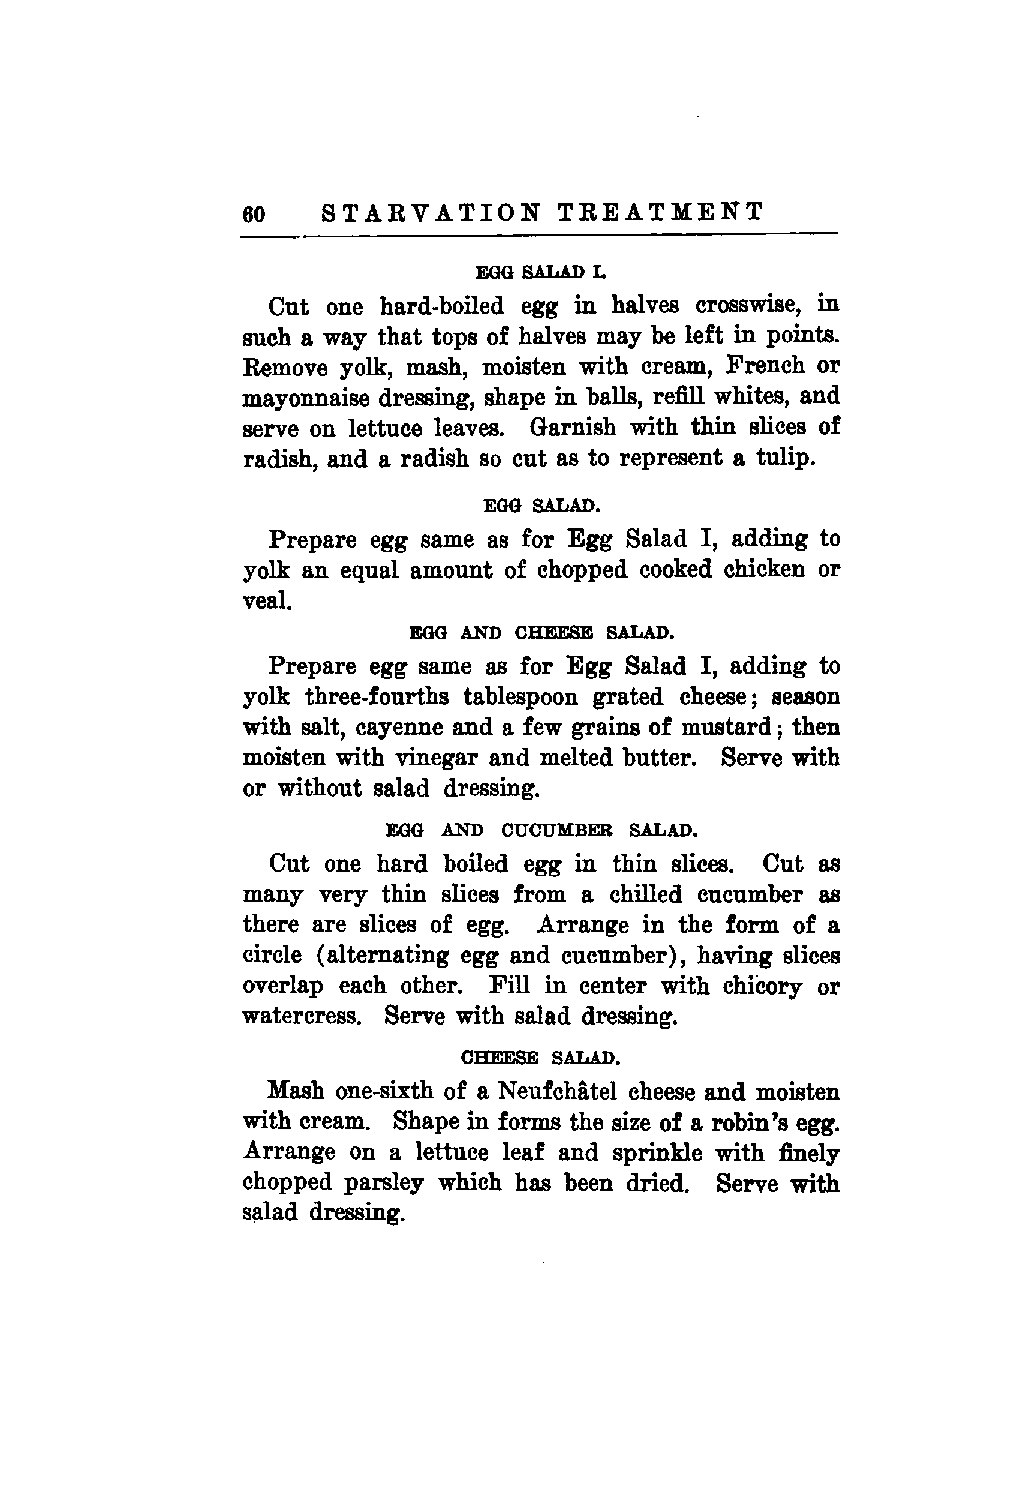 60 STARVATION TREATMENT
EGG SALAD I.
Cut one hard-boiled egg in halves crosswise, in
such a way that tops of halves may be left in points.
Remove yolk, mash, moisten with cream, French or
mayonnaise dressing, shape in balls, refill whites, and
serve on lettuce leaves. Garnish with thin slices of
radish, and a radish so cut as to represent a tulip.
EGG SALAD.
Prepare egg same as for Egg Salad I, adding to
yolk an equal amount of chopped cooked chicken or
veal.
EGG AND CHEESE SALAD.
Prepare egg same as for Egg Salad I, adding to
yolk three-fourths tablespoon grated cheese; season
with salt, cayenne and a few grains of mustard; then
moisten with vinegar and melted butter. Serve with
or without salad dressing.
EGG AND CUCUMBER SALAD.
Cut one hard boiled egg in thin slices. Cut as
many very thin slices from a chilled cucumber as
there are slices of egg. Arrange in the form of a
circle (alternating egg and cucumber), having slices
overlap each other. Fill in center with chicory or
watercress. Serve with salad dressing.
CHEESE SALAD.
Mash one-sixth of a Neufchâtel cheese and moisten
with cream. Shape in forms the size of a robin's egg.
Arrange on a lettuce leaf and sprinkle with finely
chopped parsley which has been dried. Serve with
salad dressing.